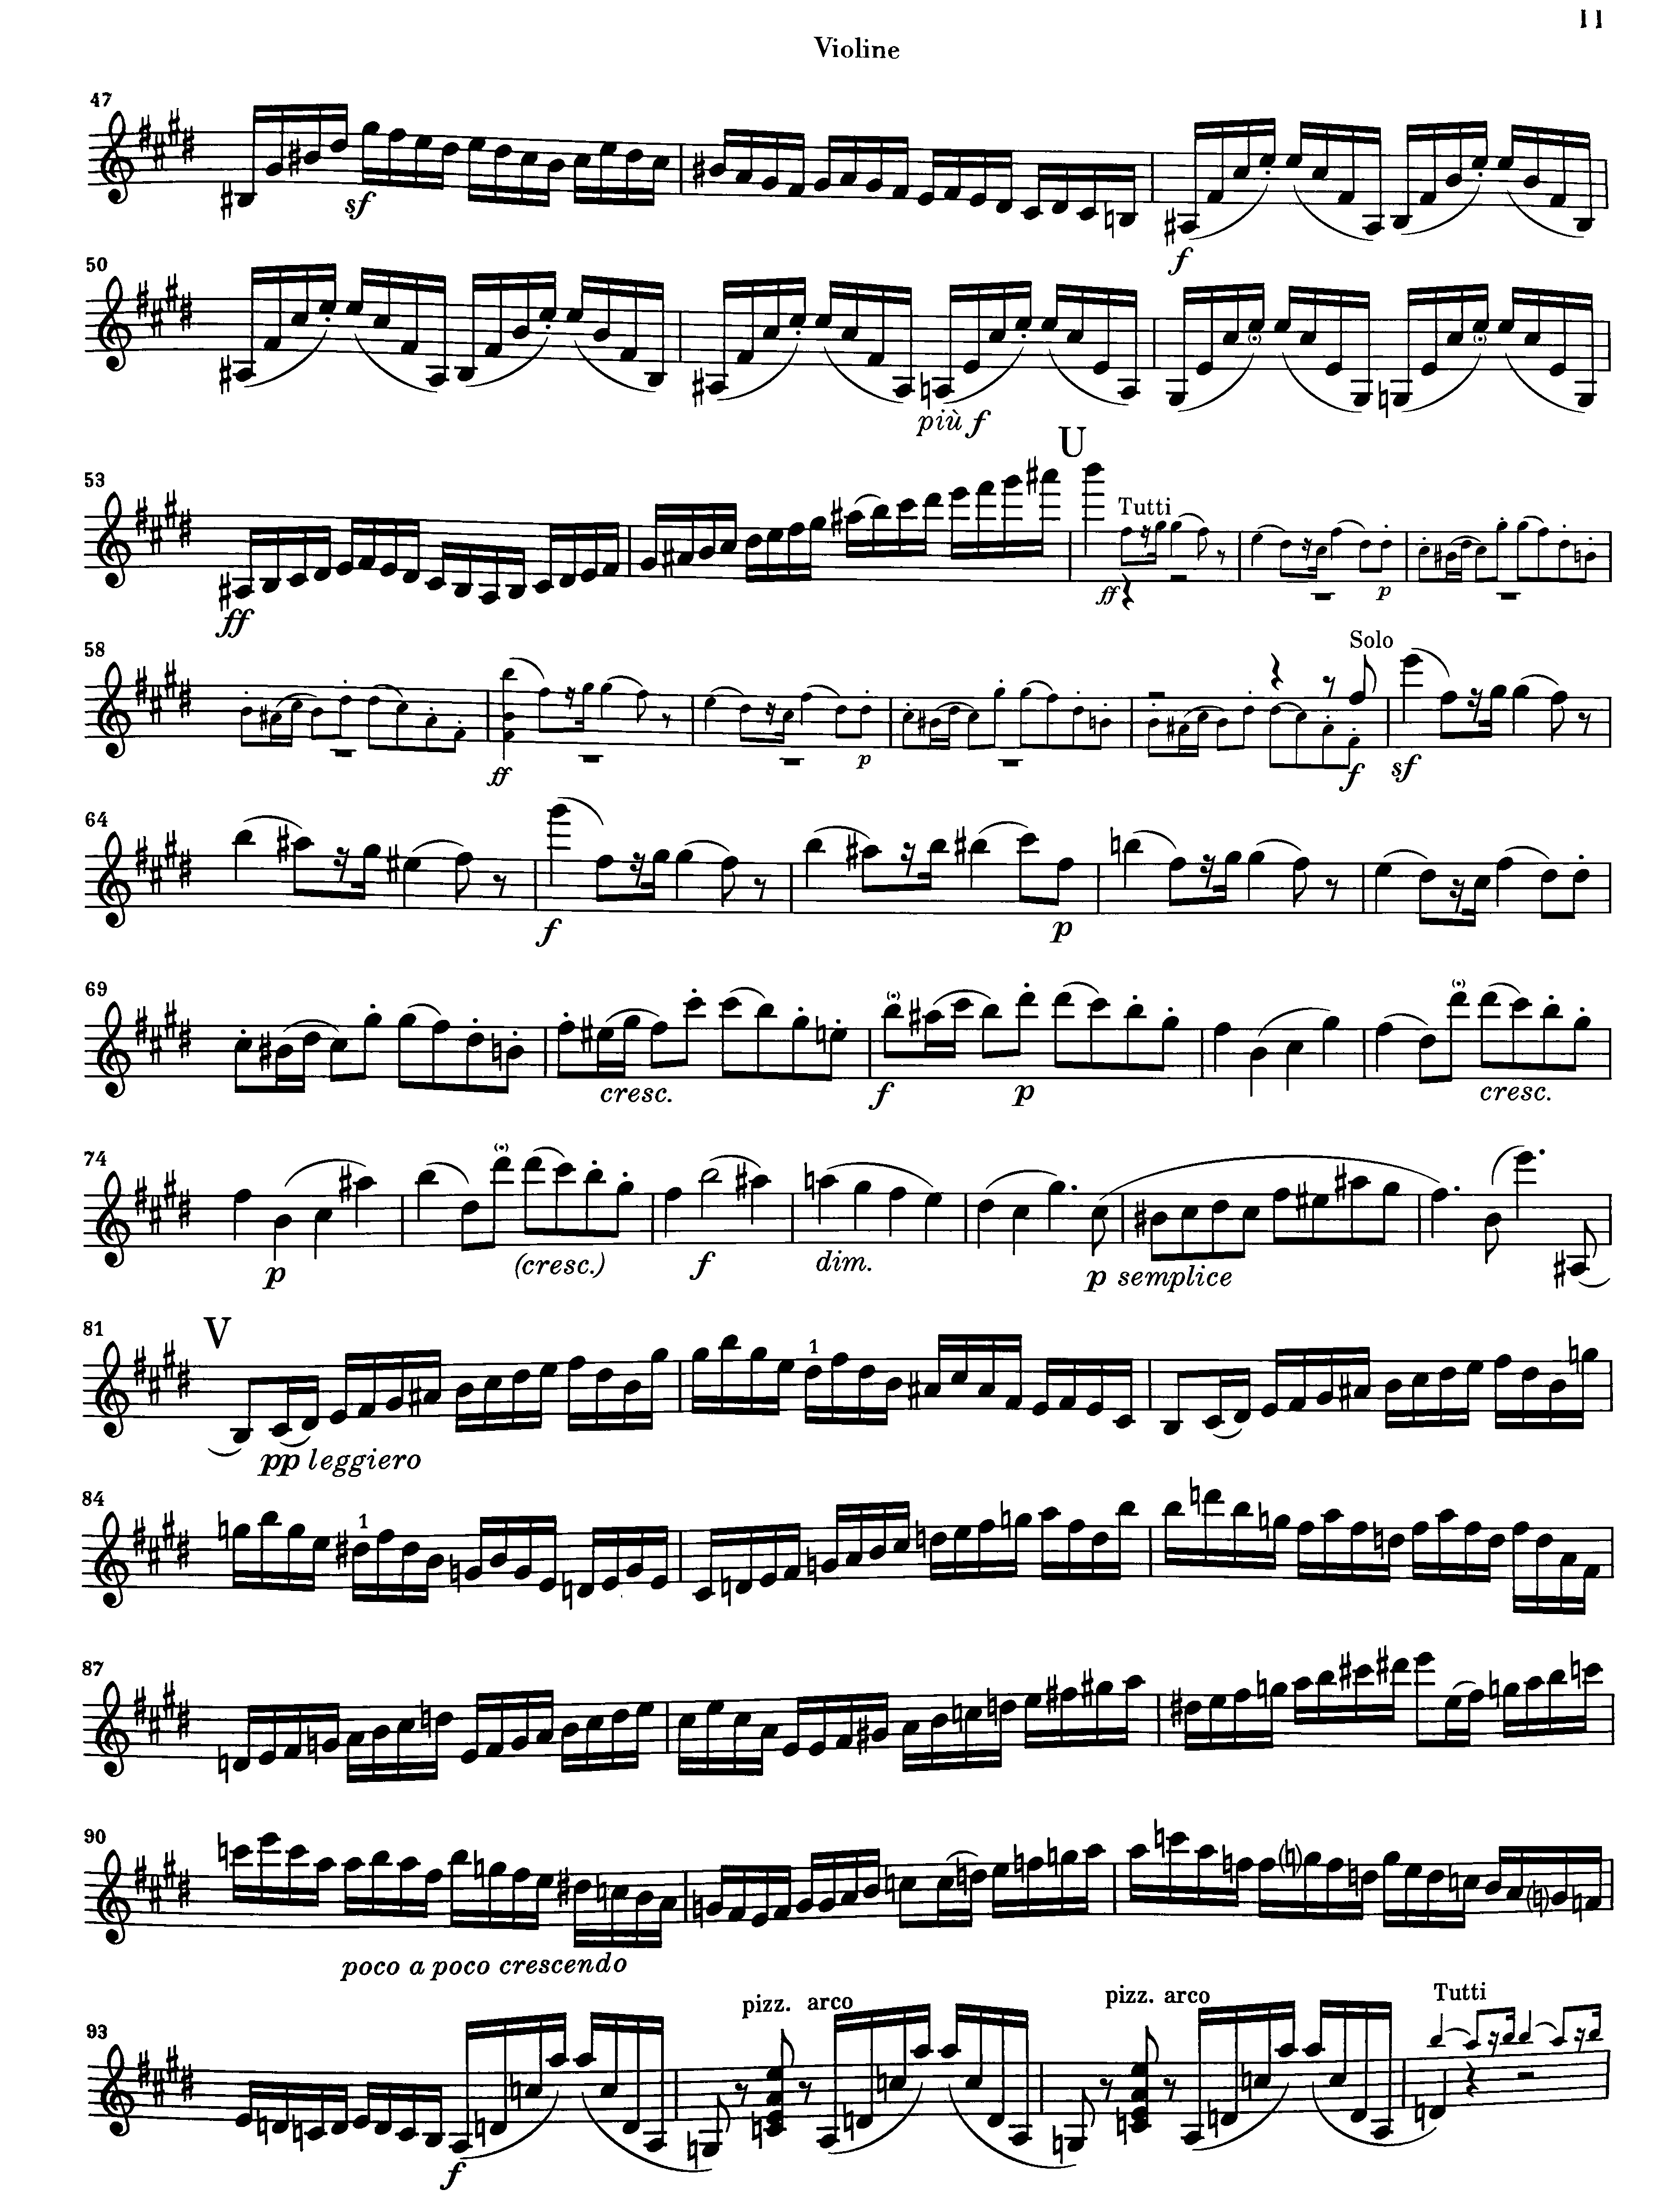 11
Violine
47
sf
f
50
più f
U
53
Tutti
ff
ff
p
58
Solo
ff
p
f
sf
64
f
p
69
cresc.
f
p
cresc.
74
p
(cresc.)
f
dim.
p semplice
V
81
1
pp leggiero
84
1
87
90
poco a poco crescendo
pizz. arco
pizz. arco
Tutti
93
f